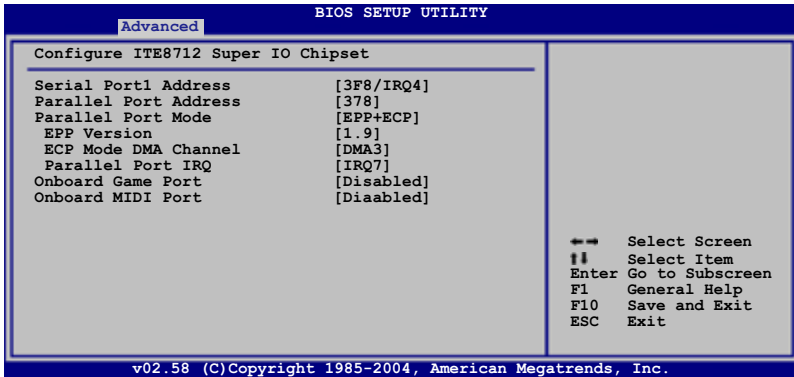 BIOS SETUP UTILITY
Advanced
Configure ITE8712 Super IO Chipset
Serial Port1 Address [3F8/IRQ4]
Parallel Port Address [378]
Parallel Port Mode [EPP+ECP]
EPP Version [1.9]
ECP Mode DMA Channel [DMA3]
Parallel Port IRQ [IRQ7]
Onboard Game Port [Disabled]
Onboard MIDI Port [Diaabled]
←→ Select Screen
↑↓ Select Item
Enter Go to Subscreen
F1 General Help
F10 Save and Exit
ESC Exit
v02.58 (C)Copyright 1985-2004, American Megatrends, Inc.